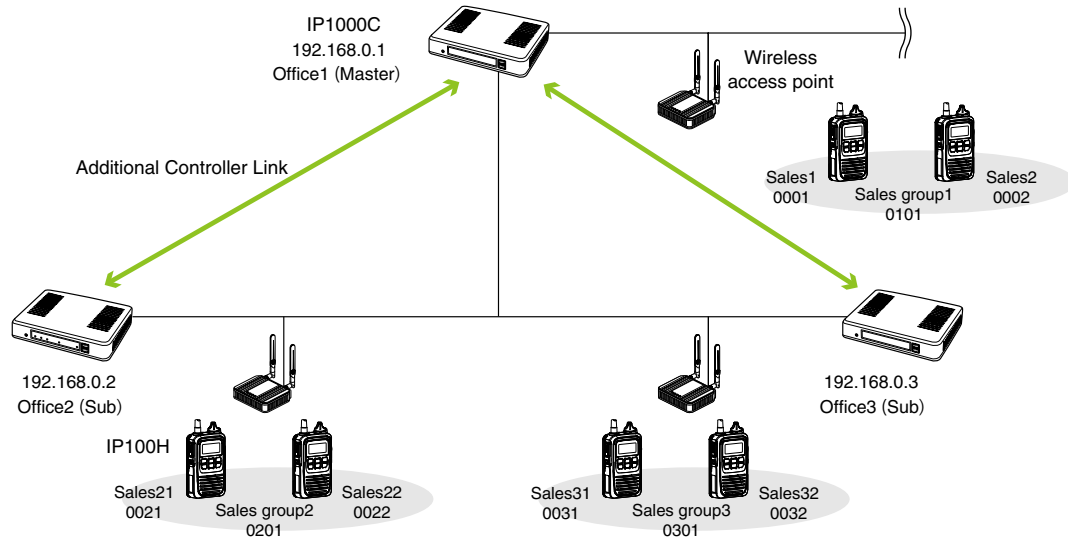 IP1000C
192.168.0.1
Office1 (Master)
Wireless
access point
Additional Controller Link
Sales1
0001
Sales group1
0101
Sales2
0002
192.168.0.2
Office2 (Sub)
192.168.0.3
Office3 (Sub)
IP100H
Sales21
0021
Sales group2
0201
Sales22
0022
Sales31
0031
Sales group3
0301
Sales32
0032